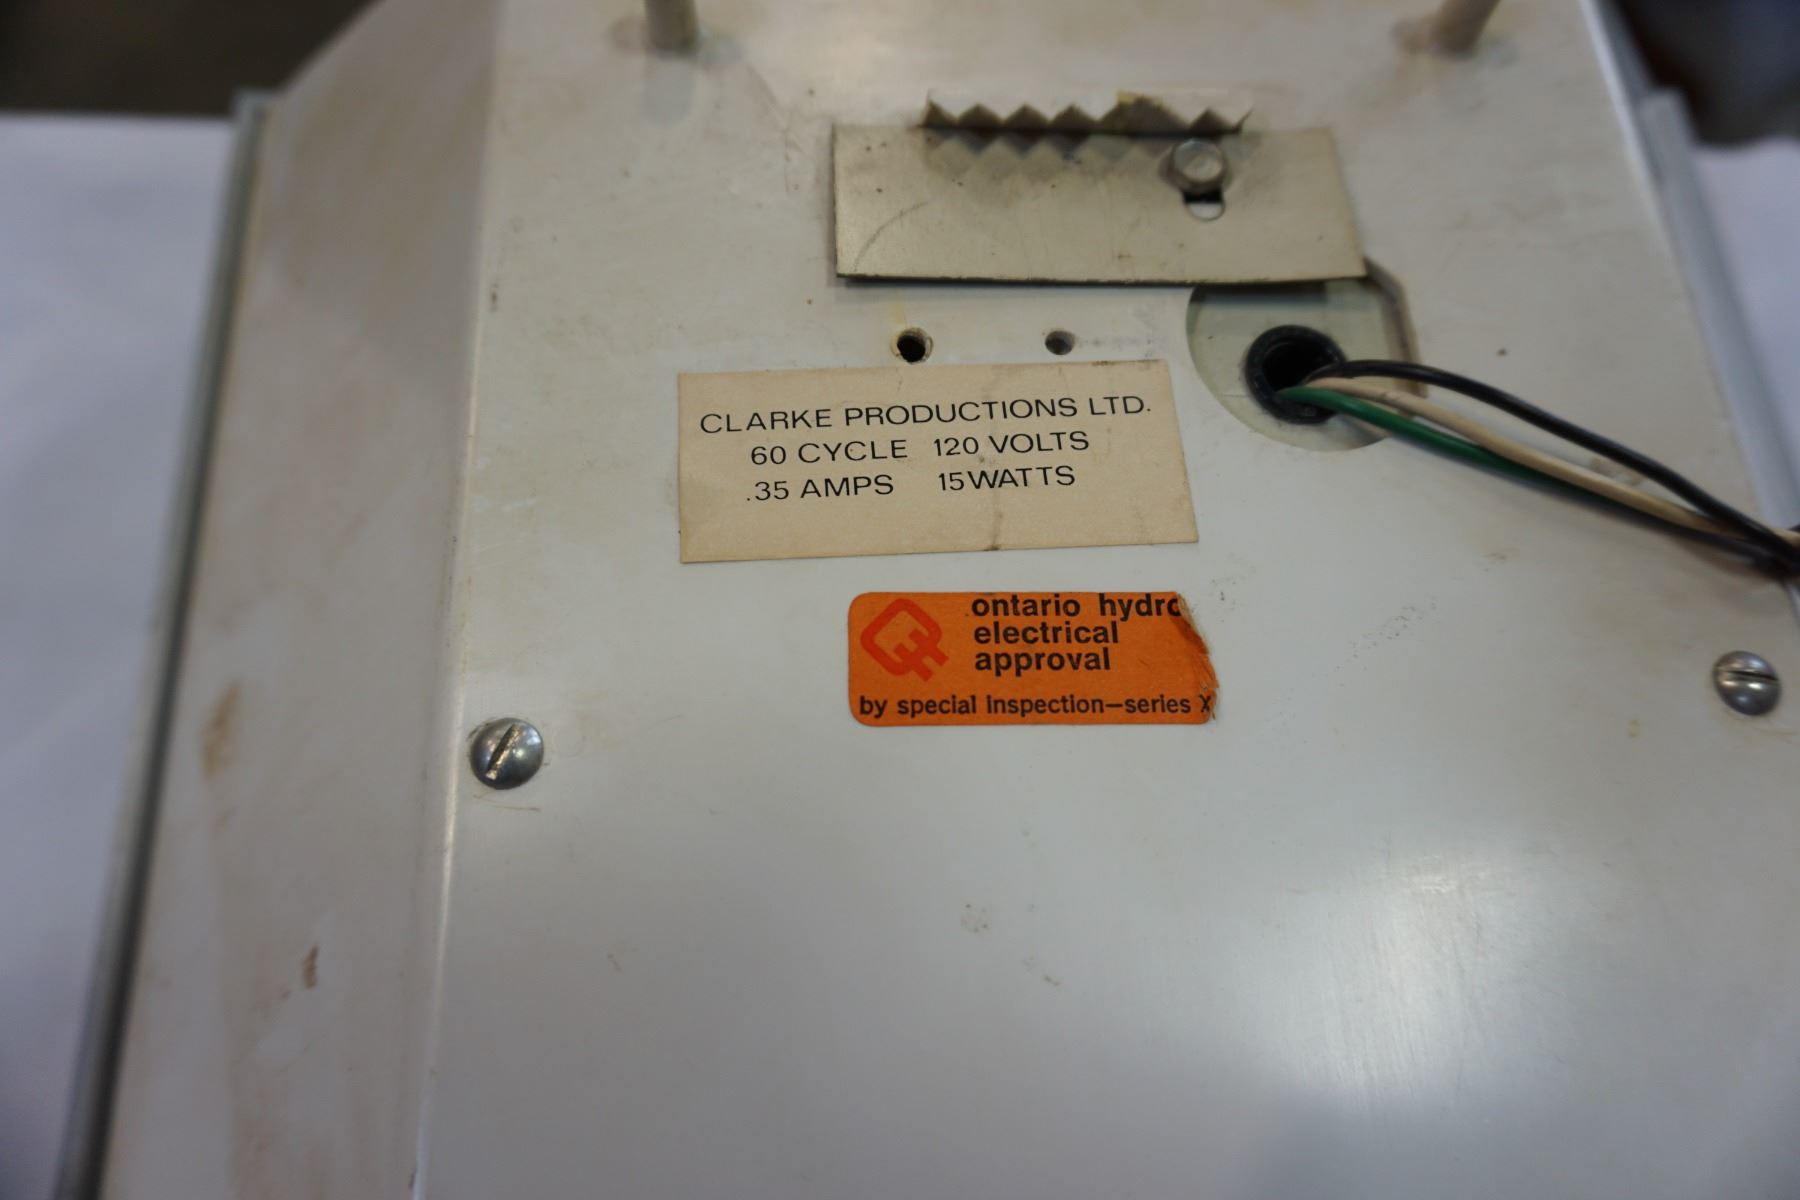 CLARKE PRODUCTIONS LTD.
60 CYCLE 120 VOLTS
.35 AMPS 15WATTS
ontario hydro
electrical
approval
by special inspection—series X